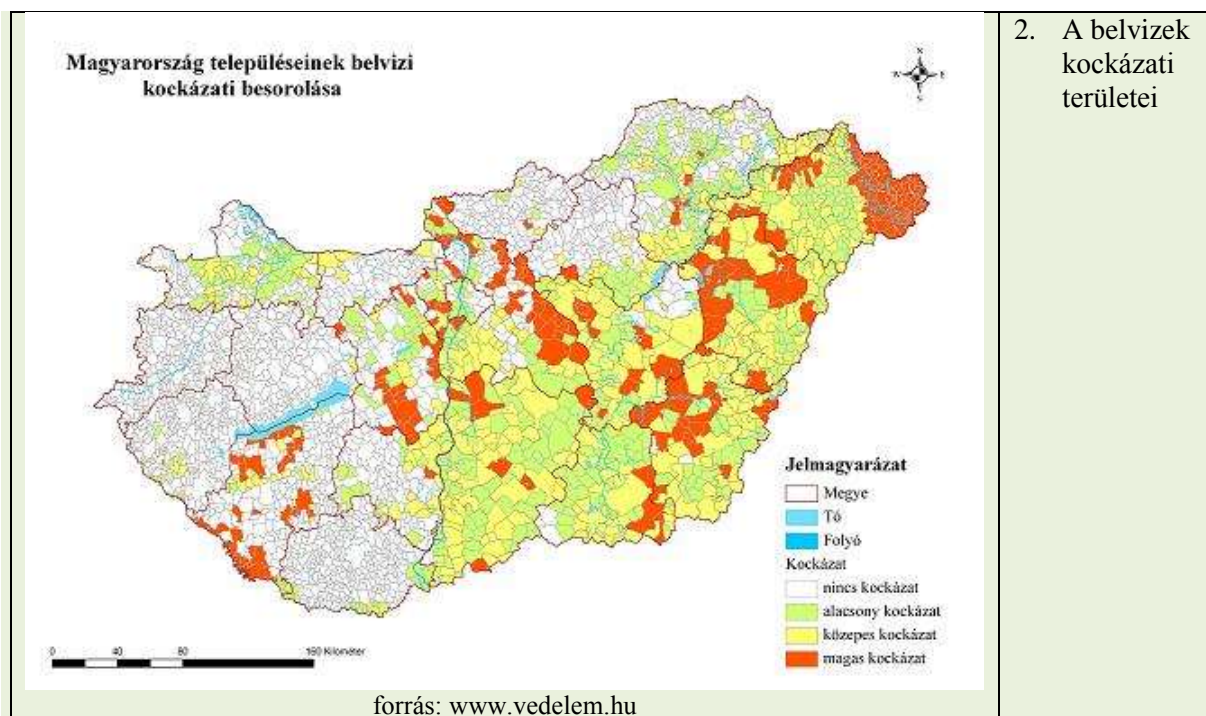 Magyarország településeinek belvizi
kockázati besorolása
N
W
E
S
Jelmagyarázat
Megye
Tó
Folyó
Kockázat
nincs kockázat
alacsony kockázat
közepes kockázat
magas kockázat
0 40 80 160 Kilométer
forrás: www.vedelem.hu
2. A belvizek
kockázati
területei